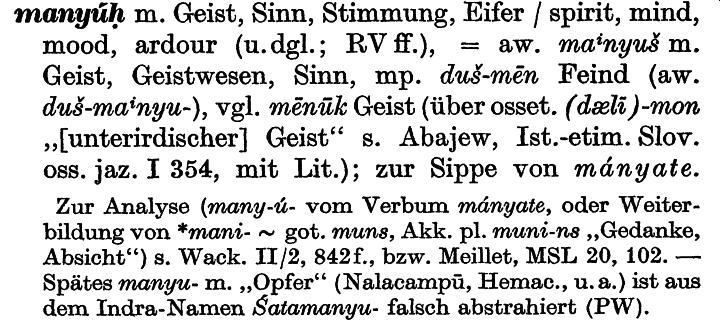 manyúḥ m. Geist, Sinn, Stimmung, Eifer / spirit, mind,
mood, ardour (u. dgl.; RV ff.), = aw. maⁱnyuš m.
Geist, Geistwesen, Sinn, mp. duš-mēn Feind (aw.
duš-maⁱnyu-), vgl. mēnūk Geist (über osset. (dælī)-mon
„[unterirdischer] Geist“ s. Abajew, Ist.-etim. Slov.
oss. jaz. I 354, mit Lit.); zur Sippe von mányate.
Zur Analyse (many-ú- vom Verbum mányate, oder Weiter-
bildung von *mani- ~ got. muns, Akk. pl. muni-ns „Gedanke,
Absicht“) s. Wack. II/2, 842f., bzw. Meillet, MSL 20, 102. —
Spätes manyu- m. „Opfer“ (Nalacampū, Hemac., u. a.) ist aus
dem Indra-Namen Śatamanyu- falsch abstrahiert (PW).